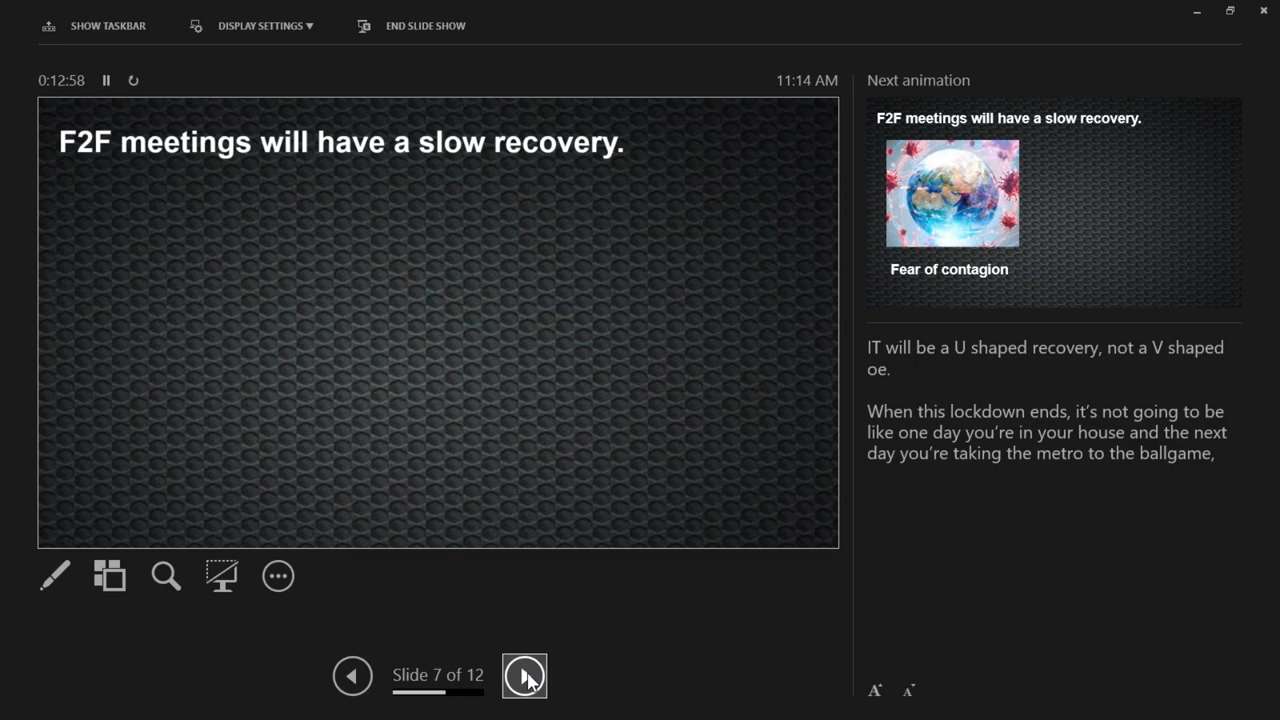 SHOW TASKBAR
DISPLAY SETTINGS ▼
END SLIDE SHOW
0:12:58
11:14 AM
F2F meetings will have a slow recovery.
Next animation
F2F meetings will have a slow recovery.
Fear of contagion
IT will be a U shaped recovery, not a V shaped
oe.
When this lockdown ends, it's not going to be
like one day you're in your house and the next
day you're taking the metro to the ballgame,
Slide 7 of 12
A A